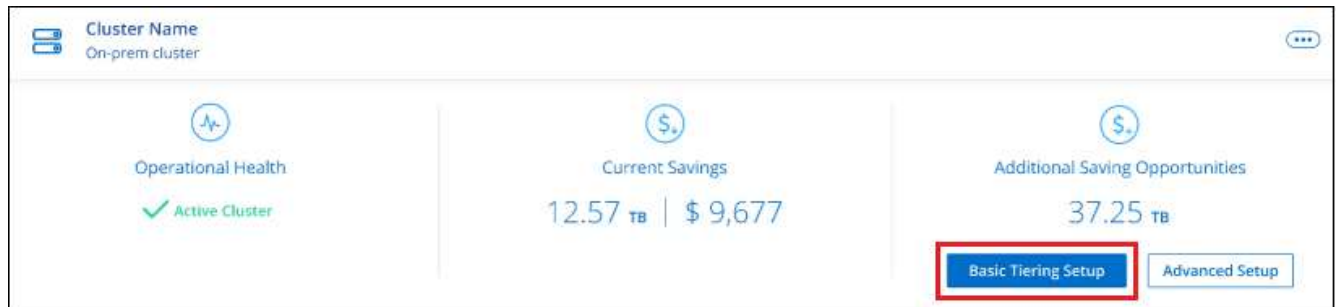 Cluster Name
On-prem cluster
Operational Health
Active Cluster
Current Savings
12.57 TB | $ 9,677
Additional Saving Opportunities
37.25 TB
Basic Tiering Setup
Advanced Setup